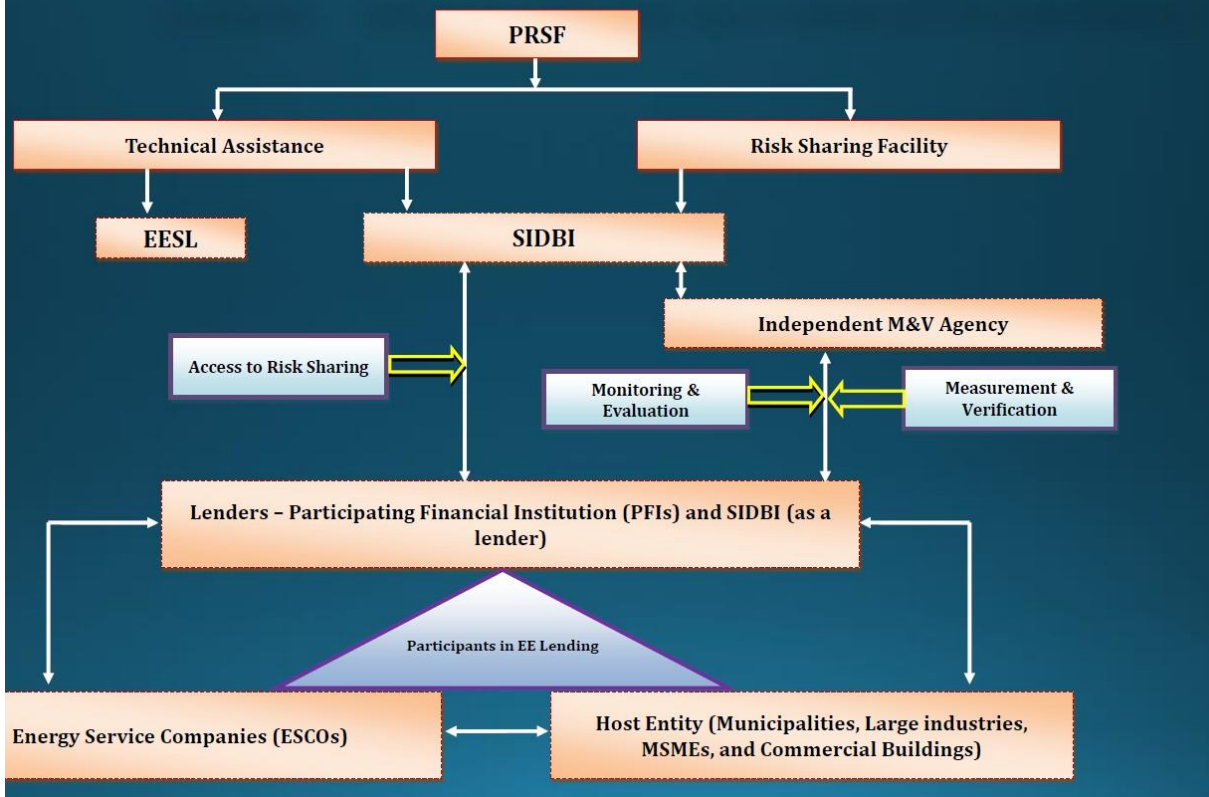 PRSF
Technical Assistance
Risk Sharing Facility
EESL
SIDBI
Independent M&V Agency
Access to Risk Sharing
Monitoring &
Evaluation
Measurement &
Verification
Lenders – Participating Financial Institution (PFIs) and SIDBI (as a
lender)
Participants in EE Lending
Energy Service Companies (ESCOs)
Host Entity (Municipalities, Large industries,
MSMEs, and Commercial Buildings)